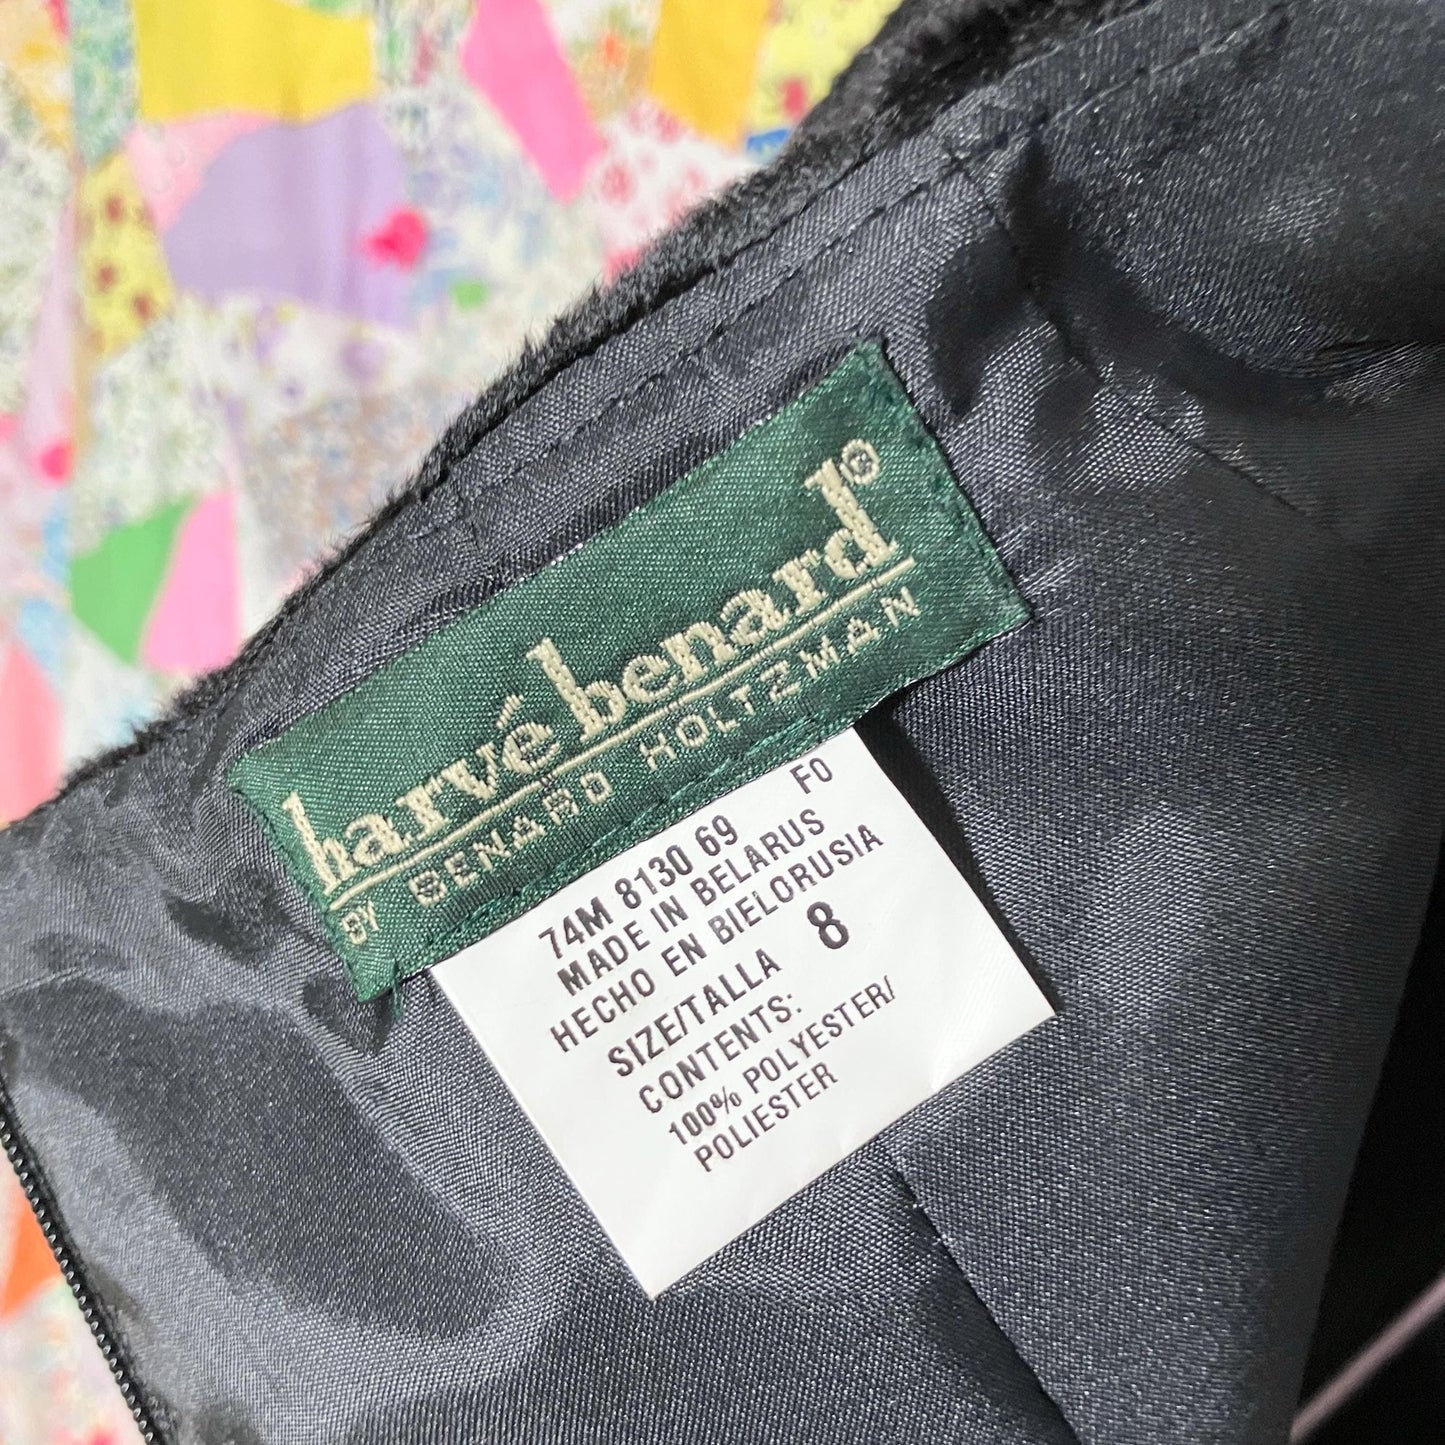 harvé benard®
BY BENARD HOLTZMAN
F0
74M 8130 69
MADE IN BELARUS
HECHO EN BIELORUSIA
SIZE/TALLA 8
CONTENTS:
100% POLYESTER/
POLIESTER